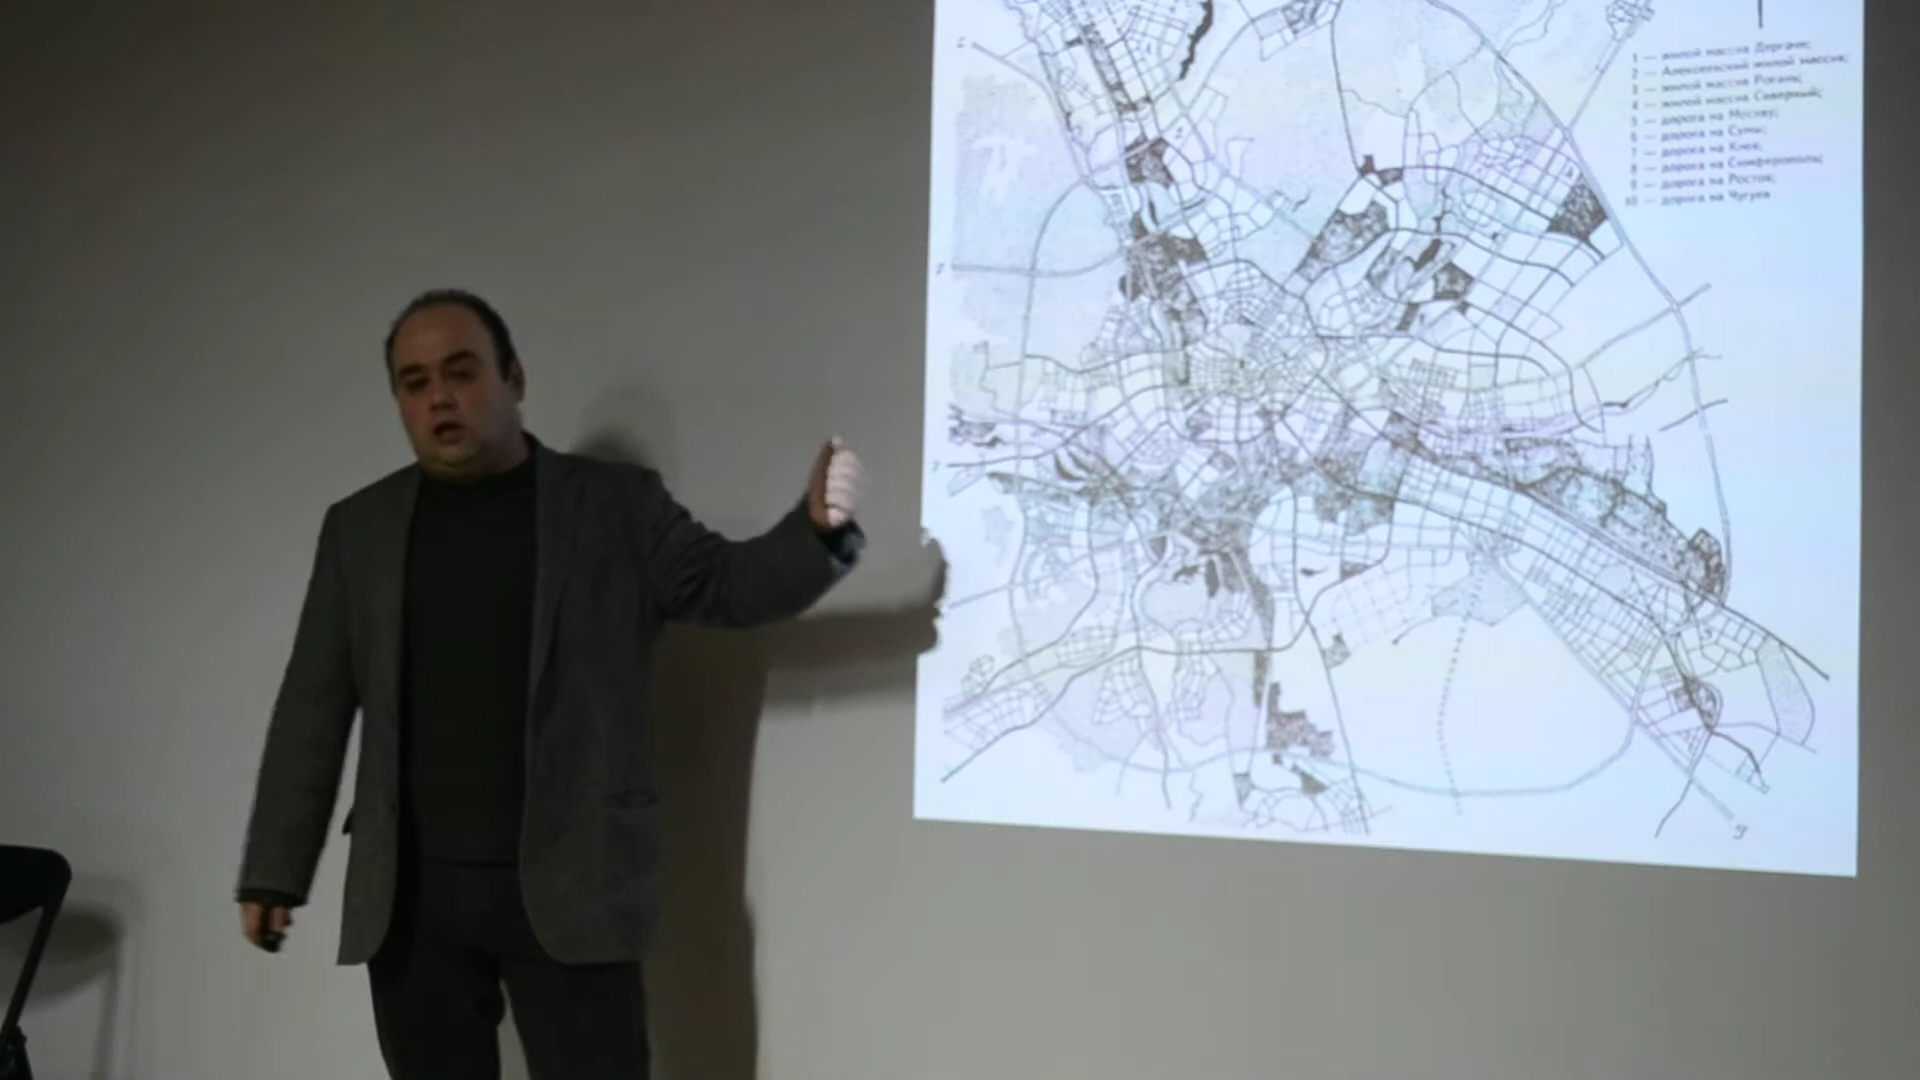 1 — жилой массив Дергачи;
2 — Алексеевский жилой массив;
3 — жилой массив Рогань;
4 — жилой массив Северный;
5 — дорога на Москву;
6 — дорога на Сумы;
7 — дорога на Киев;
8 — дорога на Симферополь;
9 — дорога на Ростов;
10 — дорога на Чугуев